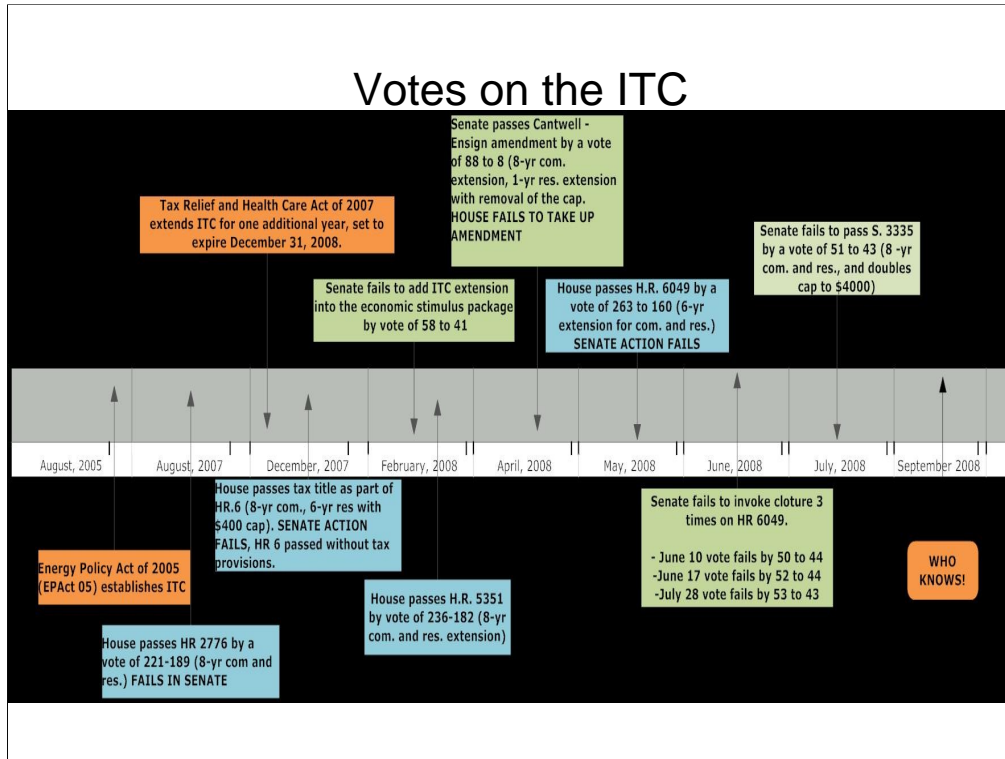 Votes on the ITC
Senate passes Cantwell -
Ensign amendment by a vote
of 88 to 8 (8-yr com.
extension, 1-yr res. extension
with removal of the cap.
HOUSE FAILS TO TAKE UP
AMENDMENT
Tax Relief and Health Care Act of 2007
extends ITC for one additional year, set to
expire December 31, 2008.
Senate fails to pass S. 3335
by a vote of 51 to 43 (8 -yr
com. and res., and doubles
cap to $4000)
Senate fails to add ITC extension
into the economic stimulus package
by vote of 58 to 41
House passes H.R. 6049 by a
vote of 263 to 160 (6-yr
extension for com. and res.)
SENATE ACTION FAILS
August, 2005
August, 2007
December, 2007
February, 2008
April, 2008
May, 2008
June, 2008
July, 2008
September 2008
House passes tax title as part of
HR.6 (8-yr com., 6-yr res with
$400 cap). SENATE ACTION
FAILS, HR 6 passed without tax
provisions.
Senate fails to invoke cloture 3
times on HR 6049.
- June 10 vote fails by 50 to 44
-June 17 vote fails by 52 to 44
-July 28 vote fails by 53 to 43
WHO
KNOWS!
Energy Policy Act of 2005
(EPAct 05) establishes ITC
House passes H.R. 5351
by vote of 236-182 (8-yr
com. and res. extension)
House passes HR 2776 by a
vote of 221-189 (8-yr com and
res.) FAILS IN SENATE